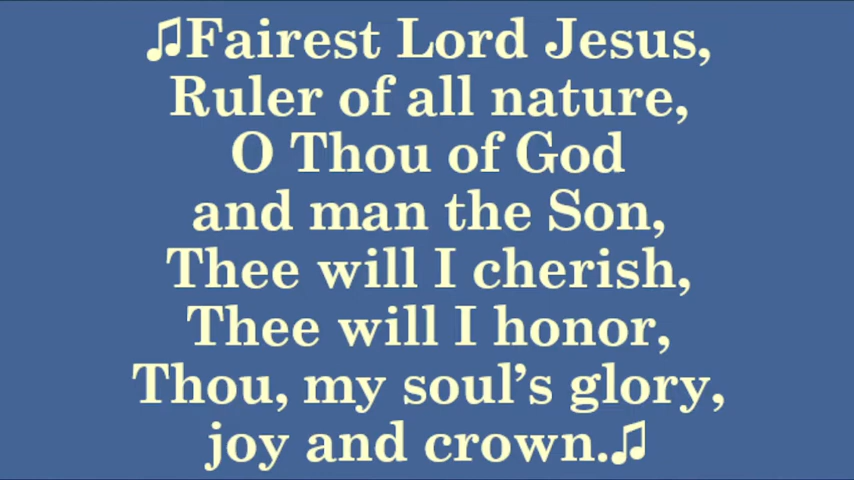 ♫Fairest Lord Jesus,
Ruler of all nature,
O Thou of God
and man the Son,
Thee will I cherish,
Thee will I honor,
Thou, my soul’s glory,
joy and crown.♫